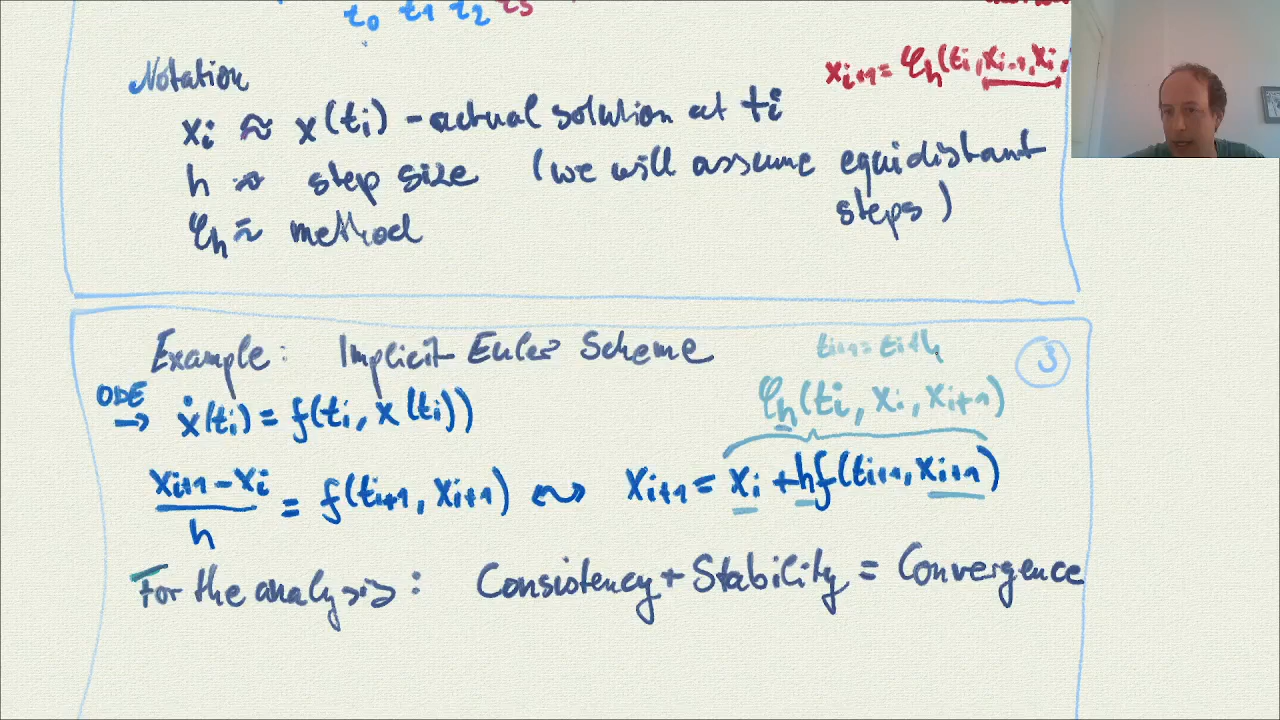 t₀ t₁ t₂ t₃
Notation
xᵢ₊₁ = φₕ(tᵢ, xᵢ₋₁, xᵢ,
xᵢ ≈ x(tᵢ) - actual solution at tᵢ
h ~ step size (we will assume equidistant
steps)
φₕ ~ method
Example: Implicit Euler Scheme
tᵢ₊₁ = tᵢ + h
3
ODE
→ ẋ(tᵢ) = f(tᵢ, x(tᵢ))
φₕ(tᵢ, xᵢ, xᵢ₊₁)
(xᵢ₊₁ - xᵢ)/h = f(tᵢ₊₁, xᵢ₊₁) ↭ xᵢ₊₁ = xᵢ + hf(tᵢ₊₁, xᵢ₊₁)
For the analysis: Consistency + Stability = Convergence